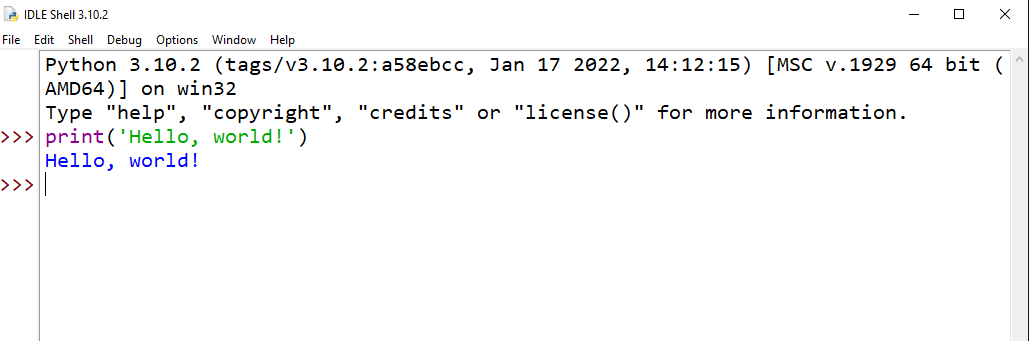 IDLE Shell 3.10.2
File Edit Shell Debug Options Window Help
Python 3.10.2 (tags/v3.10.2:a58ebcc, Jan 17 2022, 14:12:15) [MSC v.1929 64 bit (
AMD64)] on win32
Type "help", "copyright", "credits" or "license()" for more information.
>>> print('Hello, world!')
Hello, world!
>>>